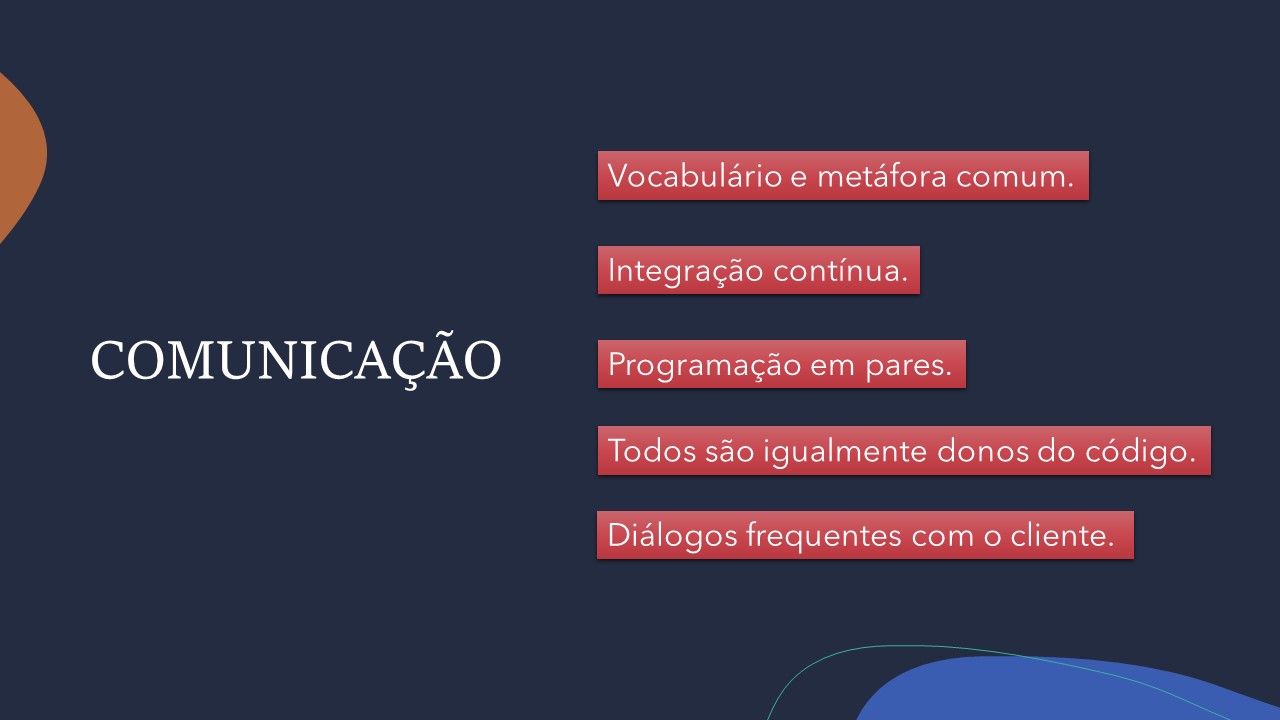 COMUNICAÇÃO
Vocabulário e metáfora comum.
Integração contínua.
Programação em pares.
Todos são igualmente donos do código.
Diálogos frequentes com o cliente.